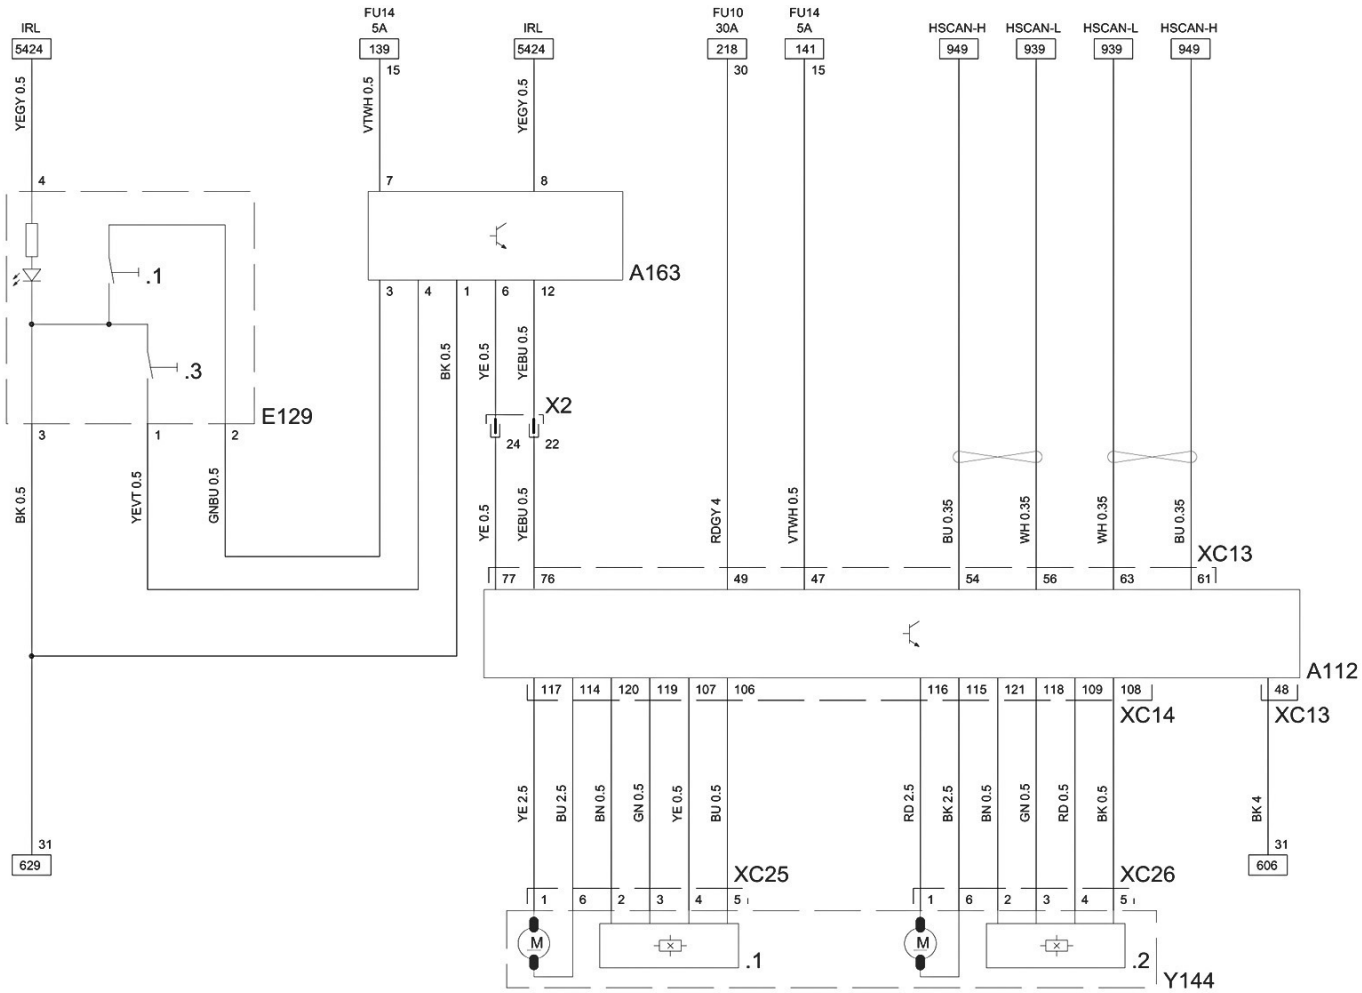 FU14
FU10
FU14
IRL
5A
IRL
30A
5A
HSCAN-H
HSCAN-L
HSCAN-L
HSCAN-H
5424
139
5424
218
141
949
939
939
949
15
30
15
YEGY 0.5
VTWH 0.5
YEGY 0.5
4
7
8
.1
A163
3
4
1
6
12
BK 0.5
YE 0.5
YEBU 0.5
.3
E129
X2
3
1
2
24
22
BK 0.5
YEVT 0.5
GNBU 0.5
YE 0.5
YEBU 0.5
RDGY 4
VTWH 0.5
BU 0.35
WH 0.35
WH 0.35
BU 0.35
XC13
77
76
49
47
54
56
63
61
A112
117
114
120
119
107
106
116
115
121
118
109
108
48
XC14
XC13
YE 2.5
BU 2.5
BN 0.5
GN 0.5
YE 0.5
BU 0.5
RD 2.5
BK 2.5
BN 0.5
GN 0.5
RD 0.5
BK 0.5
BK 4
31
31
629
606
XC25
XC26
1
6
2
3
4
5
1
6
2
3
4
5
M
M
.1
.2
Y144